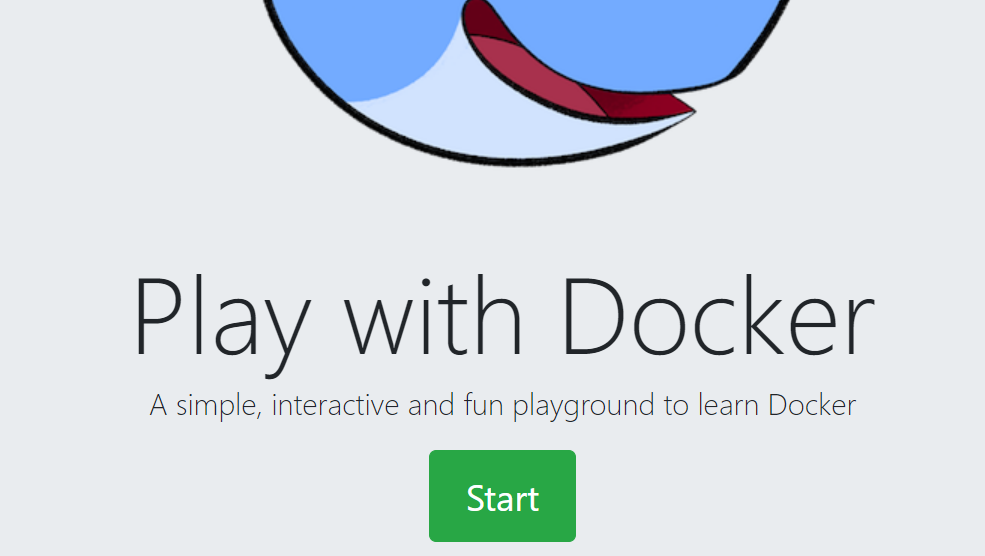 Play with Docker
A simple, interactive and fun playground to learn Docker
Start